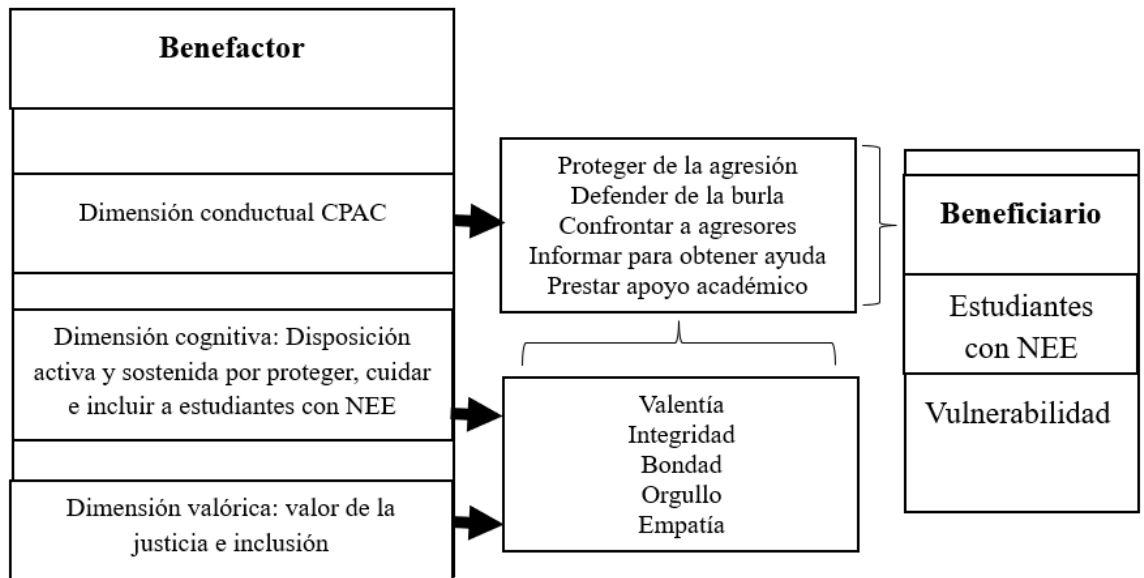 Benefactor
Dimensión conductual CPAC
Dimensión cognitiva: Disposición
activa y sostenida por proteger, cuidar
e incluir a estudiantes con NEE
Dimensión valórica: valor de la
justicia e inclusión
Proteger de la agresión
Defender de la burla
Confrontar a agresores
Informar para obtener ayuda
Prestar apoyo académico
Valentía
Integridad
Bondad
Orgullo
Empatía
Beneficiario
Estudiantes
con NEE
Vulnerabilidad